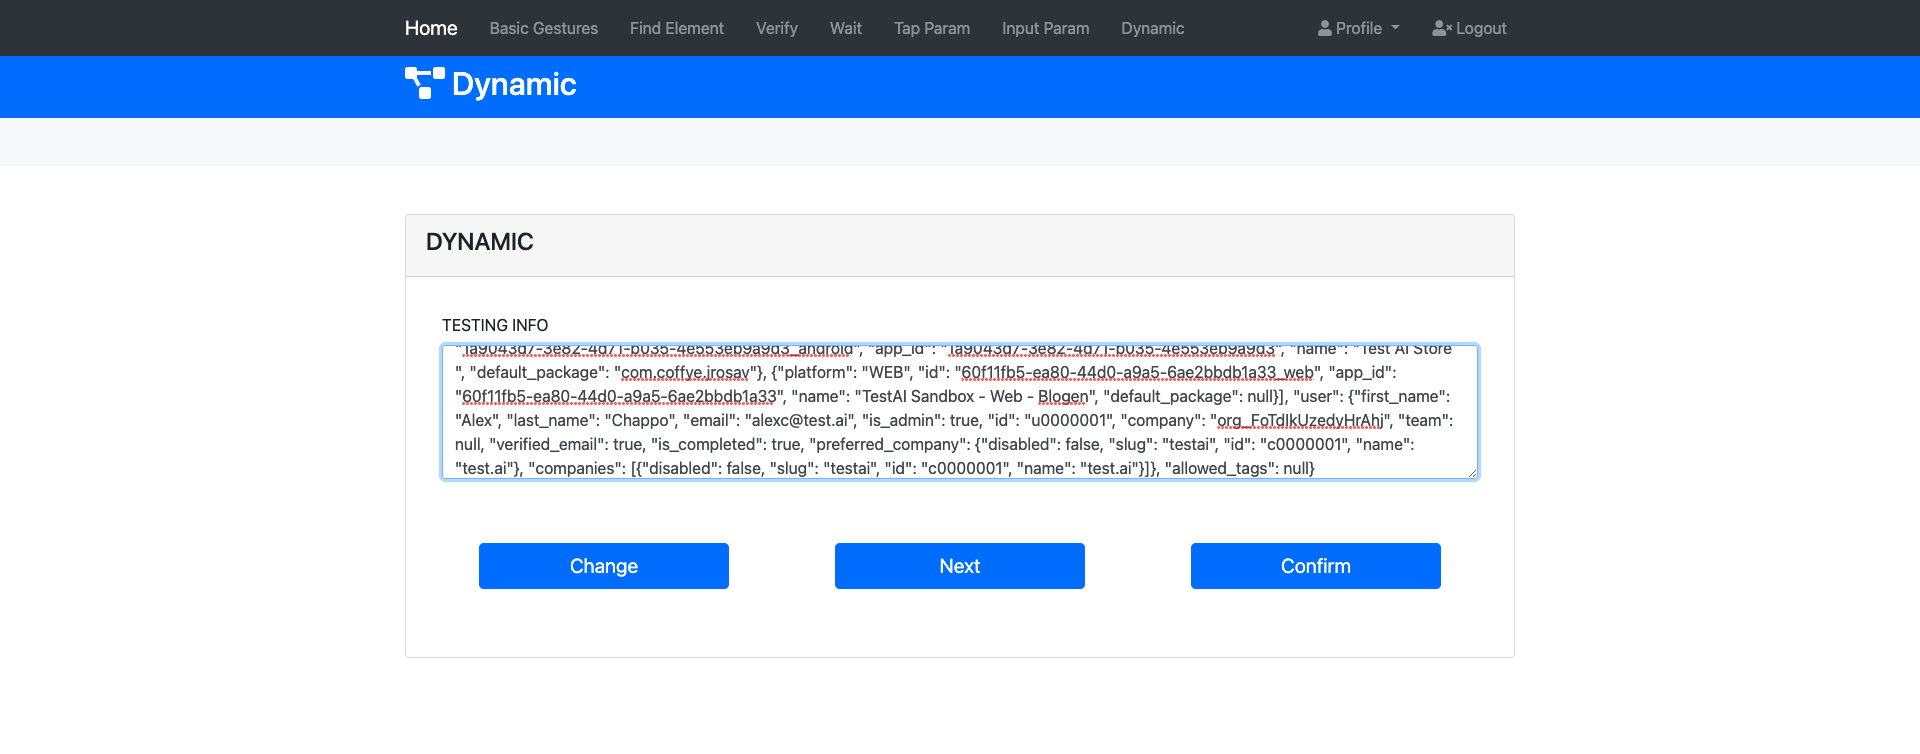 Home Basic Gestures Find Element Verify Wait Tap Param Input Param Dynamic Profile Logout
Dynamic
DYNAMIC
TESTING INFO
"1a9043d7-3e82-4d71-b035-4e553eb9a9d3_android", "app_id": "1a9043d7-3e82-4d71-b035-4e553eb9a9d3", "name": "Test AI Store
", "default_package": "com.coffye.jrosav"}, {"platform": "WEB", "id": "60f11fb5-ea80-44d0-a9a5-6ae2bbdb1a33_web", "app_id":
"60f11fb5-ea80-44d0-a9a5-6ae2bbdb1a33", "name": "TestAI Sandbox - Web - Blogen", "default_package": null}], "user": {"first_name":
"Alex", "last_name": "Chappo", "email": "alexc@test.ai", "is_admin": true, "id": "u0000001", "company": "org_FoTdIkUzedyHrAhj", "team":
null, "verified_email": true, "is_completed": true, "preferred_company": {"disabled": false, "slug": "testai", "id": "c0000001", "name":
"test.ai"}, "companies": [{"disabled": false, "slug": "testai", "id": "c0000001", "name": "test.ai"}]}, "allowed_tags": null}
Change Next Confirm